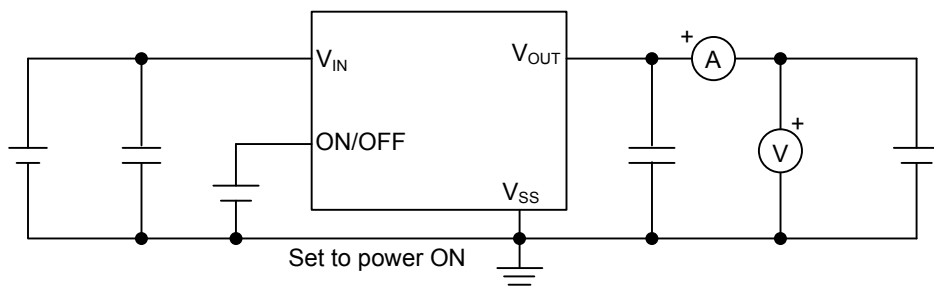 V_IN
V_OUT
+
A
ON/OFF
+
V
V_SS
Set to power ON